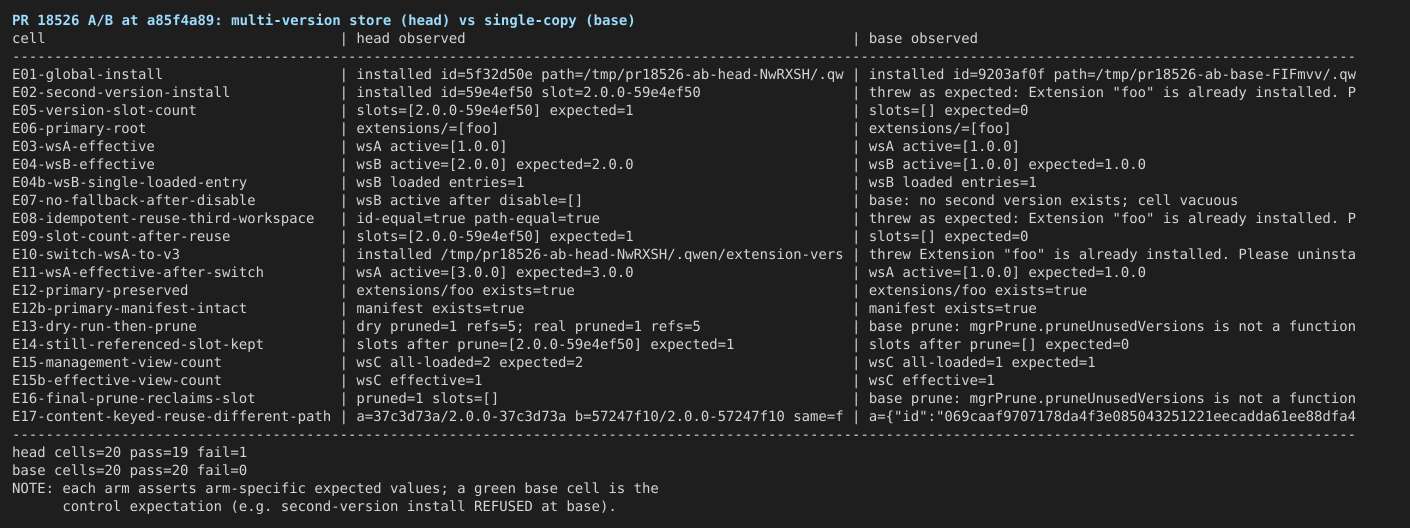 PR 18526 A/B at a85f4a89: multi-version store (head) vs single-copy (base)
cell | head observed | base observed
--------------------------------------------------------------------------------------------------------------------------------------------------------------------
E01-global-install | installed id=5f32d50e path=/tmp/pr18526-ab-head-NwRXSH/.qw | installed id=9203af0f path=/tmp/pr18526-ab-base-FIFmvv/.qw
E02-second-version-install | installed id=59e4ef50 slot=2.0.0-59e4ef50 | threw as expected: Extension "foo" is already installed. P
E05-version-slot-count | slots=[2.0.0-59e4ef50] expected=1 | slots=[] expected=0
E06-primary-root | extensions/=[foo] | extensions/=[foo]
E03-wsA-effective | wsA active=[1.0.0] | wsA active=[1.0.0]
E04-wsB-effective | wsB active=[2.0.0] expected=2.0.0 | wsB active=[1.0.0] expected=1.0.0
E04b-wsB-single-loaded-entry | wsB loaded entries=1 | wsB loaded entries=1
E07-no-fallback-after-disable | wsB active after disable=[] | base: no second version exists; cell vacuous
E08-idempotent-reuse-third-workspace | id-equal=true path-equal=true | threw as expected: Extension "foo" is already installed. P
E09-slot-count-after-reuse | slots=[2.0.0-59e4ef50] expected=1 | slots=[] expected=0
E10-switch-wsA-to-v3 | installed /tmp/pr18526-ab-head-NwRXSH/.qwen/extension-vers | threw Extension "foo" is already installed. Please uninsta
E11-wsA-effective-after-switch | wsA active=[3.0.0] expected=3.0.0 | wsA active=[1.0.0] expected=1.0.0
E12-primary-preserved | extensions/foo exists=true | extensions/foo exists=true
E12b-primary-manifest-intact | manifest exists=true | manifest exists=true
E13-dry-run-then-prune | dry pruned=1 refs=5; real pruned=1 refs=5 | base prune: mgrPrune.pruneUnusedVersions is not a function
E14-still-referenced-slot-kept | slots after prune=[2.0.0-59e4ef50] expected=1 | slots after prune=[] expected=0
E15-management-view-count | wsC all-loaded=2 expected=2 | wsC all-loaded=1 expected=1
E15b-effective-view-count | wsC effective=1 | wsC effective=1
E16-final-prune-reclaims-slot | pruned=1 slots=[] | base prune: mgrPrune.pruneUnusedVersions is not a function
E17-content-keyed-reuse-different-path | a=37c3d73a/2.0.0-37c3d73a b=57247f10/2.0.0-57247f10 same=f | a={"id":"069caaf9707178da4f3e085043251221eecadda61ee88dfa4
--------------------------------------------------------------------------------------------------------------------------------------------------------------------
head cells=20 pass=19 fail=1
base cells=20 pass=20 fail=0
NOTE: each arm asserts arm-specific expected values; a green base cell is the
control expectation (e.g. second-version install REFUSED at base).